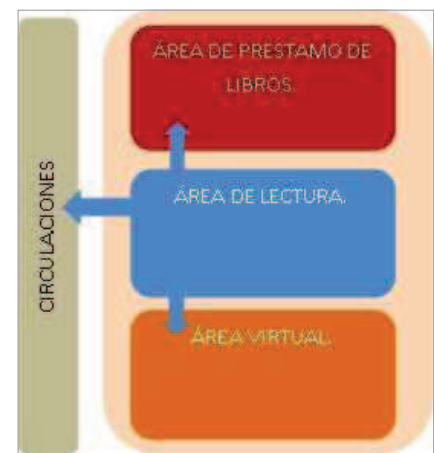 CIRCULACIONES
ÁREA DE PRESTAMO DE
LIBROS.
ÁREA DE LECTURA.
ÁREA VIRTUAL.